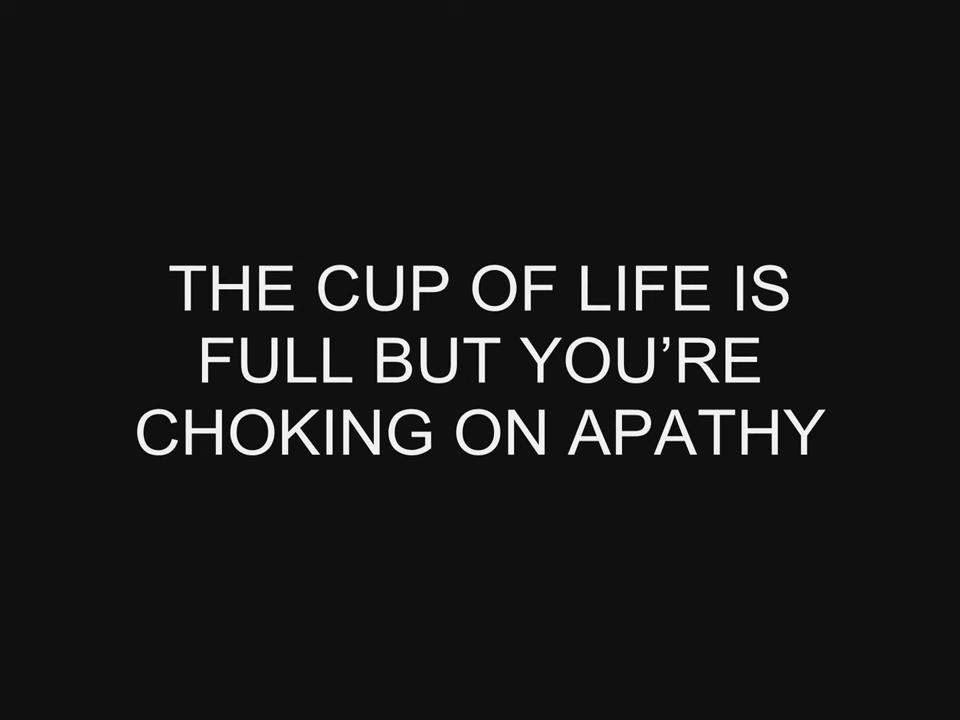 THE CUP OF LIFE IS
FULL BUT YOU’RE
CHOKING ON APATHY